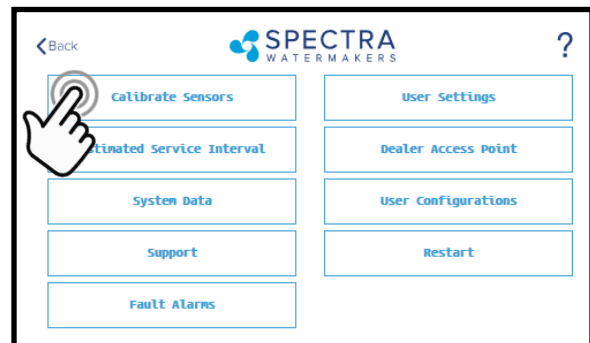 Back
SPECTRA
WATERMAKERS
?
Calibrate Sensors
User Settings
timated Service Interval
Dealer Access Point
System Data
User Configurations
Support
Restart
Fault Alarms